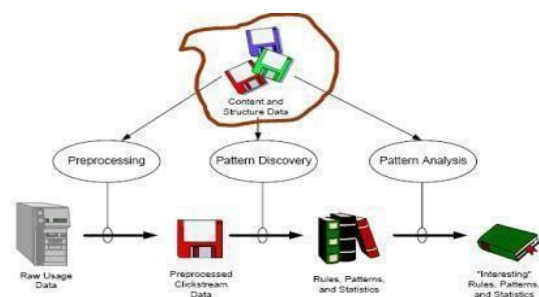 Content and
Structure Data
Preprocessing
Pattern Discovery
Pattern Analysis
Raw Usage
Data
Preprocessed
Clickstream
Data
Rules, Patterns,
and Statistics
"Interesting"
Rules, Patterns,
and Statistics